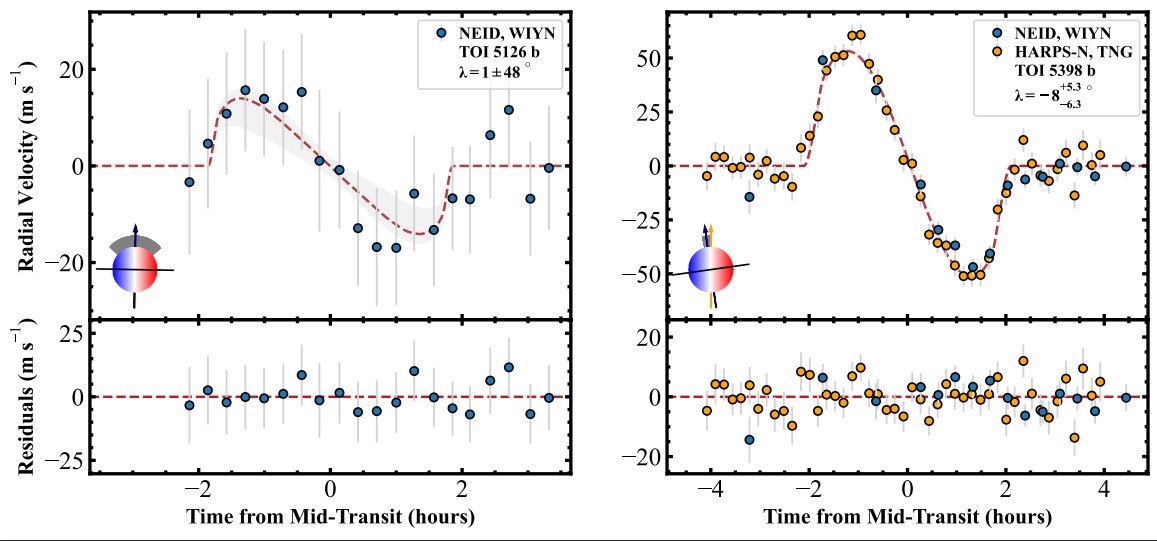 NEID, WIYN
TOI 5126 b
λ = 1 ± 48 °
Radial Velocity (m s⁻¹)
20
0
−20
Residuals (m s⁻¹)
25
0
−25
−2 0 2
Time from Mid-Transit (hours)
NEID, WIYN
HARPS-N, TNG
TOI 5398 b
λ = −8 +5.3 −6.3 °
50
25
0
−25
−50
20
0
−20
−4 −2 0 2 4
Time from Mid-Transit (hours)